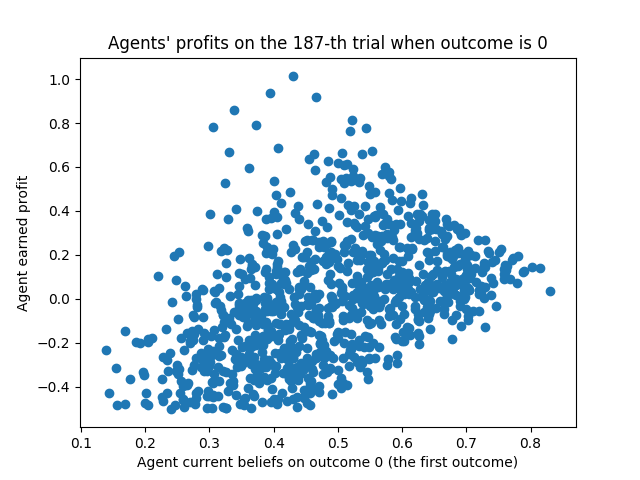 Agents' profits on the 187-th trial when outcome is 0
1.0
0.8
0.6
0.4
0.2
0.0
−0.2
−0.4
Agent earned profit
0.1 0.2 0.3 0.4 0.5 0.6 0.7 0.8
Agent current beliefs on outcome 0 (the first outcome)